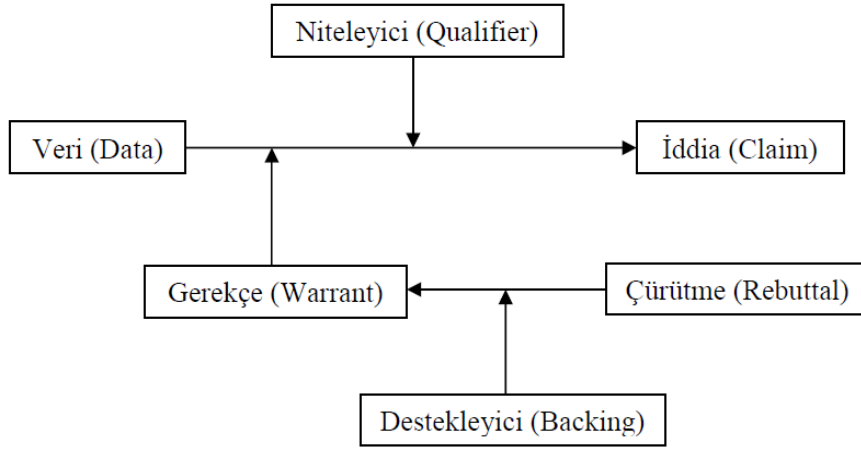 Niteleyici (Qualifier)
Veri (Data)
İddia (Claim)
Gerekçe (Warrant)
Çürütme (Rebuttal)
Destekleyici (Backing)